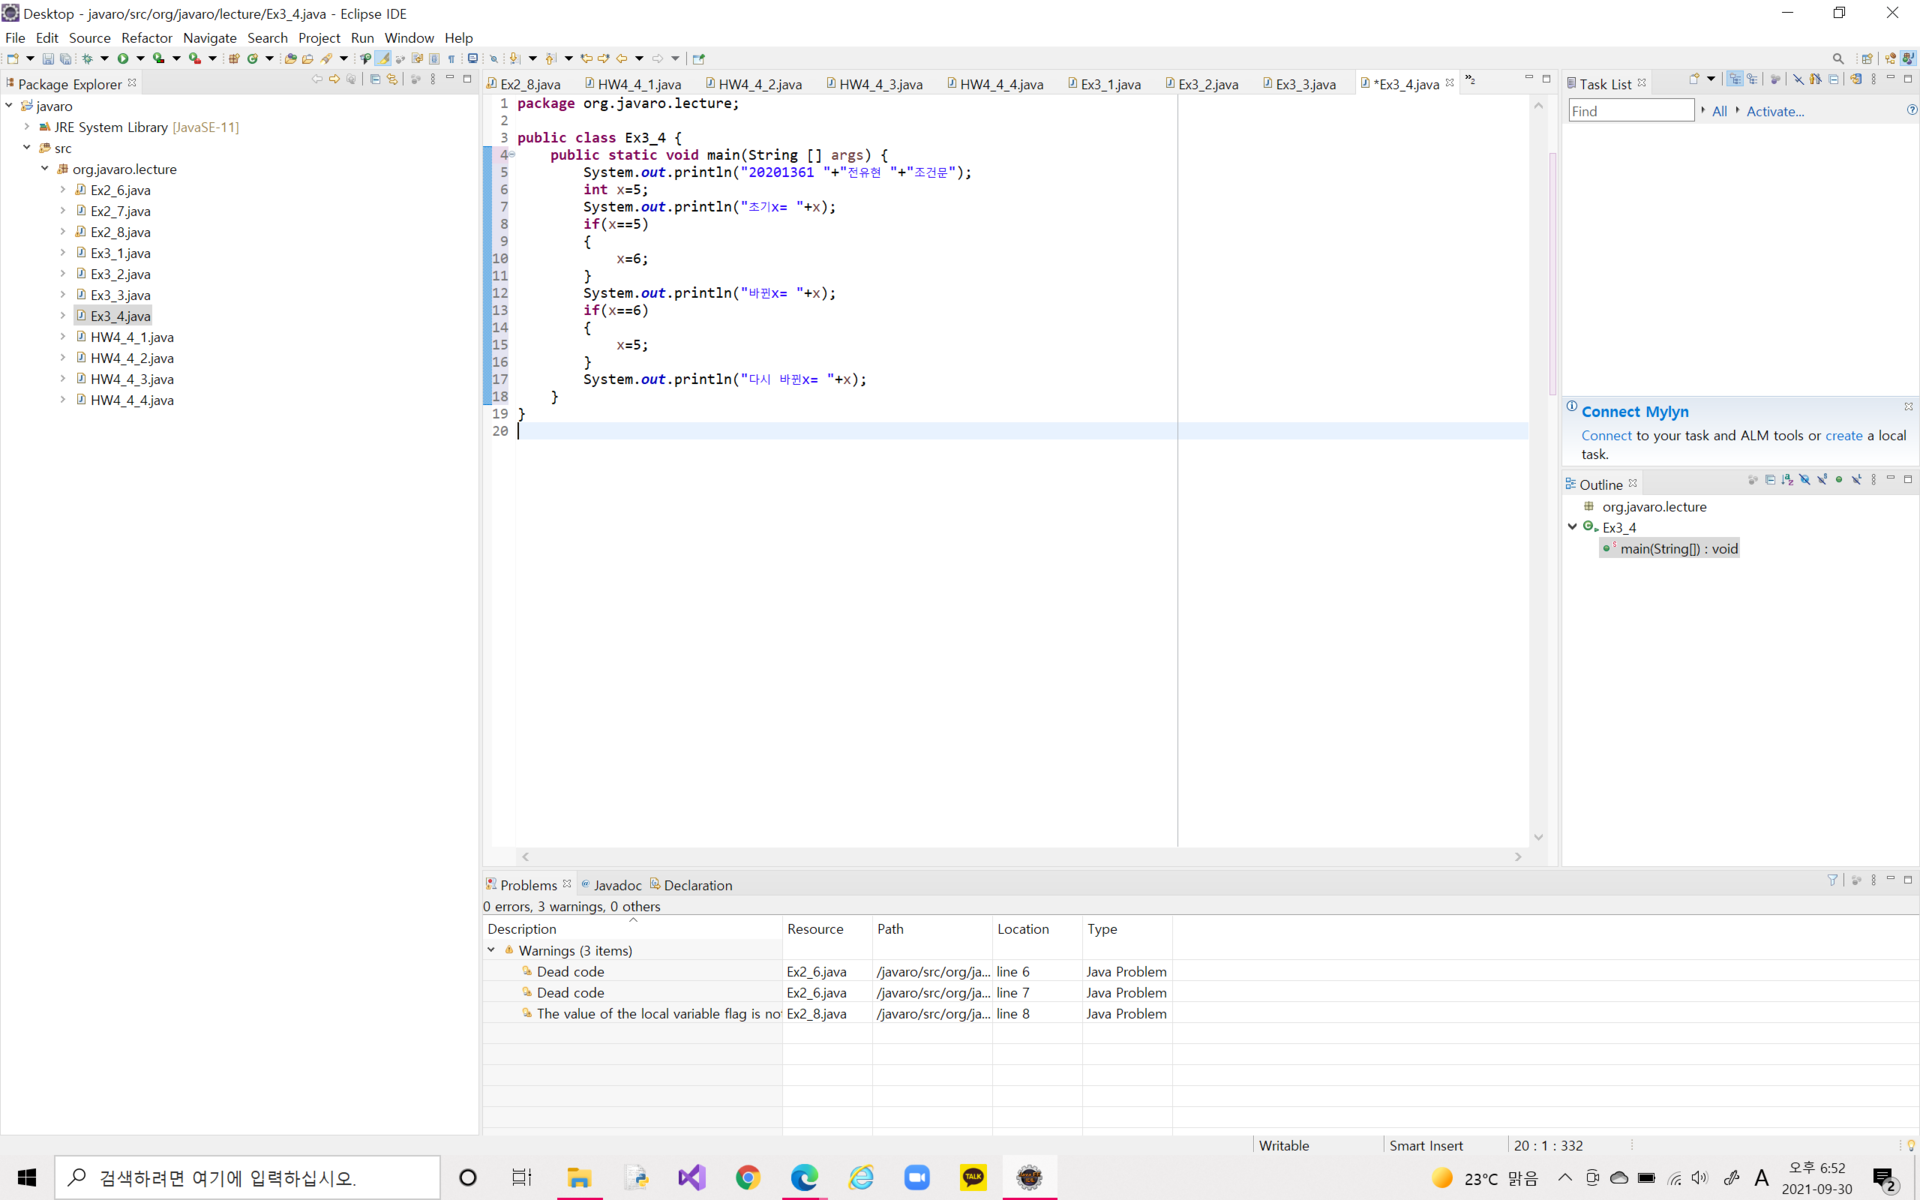 Desktop - javaro/src/org/javaro/lecture/Ex3_4.java - Eclipse IDE
File Edit Source Refactor Navigate Search Project Run Window Help
Package Explorer
javaro
JRE System Library [JavaSE-11]
src
org.javaro.lecture
Ex2_6.java
Ex2_7.java
Ex2_8.java
Ex3_1.java
Ex3_2.java
Ex3_3.java
Ex3_4.java
HW4_4_1.java
HW4_4_2.java
HW4_4_3.java
HW4_4_4.java
Ex2_8.java HW4_4_1.java HW4_4_2.java HW4_4_3.java HW4_4_4.java Ex3_1.java Ex3_2.java Ex3_3.java *Ex3_4.java »2
1 package org.javaro.lecture;
2
3 public class Ex3_4 {
4 public static void main(String [] args) {
5 System.out.println("20201361 "+"전유현 "+"조건문");
6 int x=5;
7 System.out.println("초기x= "+x);
8 if(x==5)
9 {
10 x=6;
11 }
12 System.out.println("바뀐x= "+x);
13 if(x==6)
14 {
15 x=5;
16 }
17 System.out.println("다시 바뀐x= "+x);
18 }
19 }
20
Task List
Find All Activate...
Connect Mylyn
Connect to your task and ALM tools or create a local
task.
Outline
org.javaro.lecture
Ex3_4
main(String[]) : void
Problems Javadoc Declaration
0 errors, 3 warnings, 0 others
Description Resource Path Location Type
Warnings (3 items)
Dead code Ex2_6.java /javaro/src/org/ja... line 6 Java Problem
Dead code Ex2_6.java /javaro/src/org/ja... line 7 Java Problem
The value of the local variable flag is no Ex2_8.java /javaro/src/org/ja... line 8 Java Problem
Writable Smart Insert 20 : 1 : 332
검색하려면 여기에 입력하십시오.
TALK
23°C 맑음
A
오후 6:52
2021-09-30
2